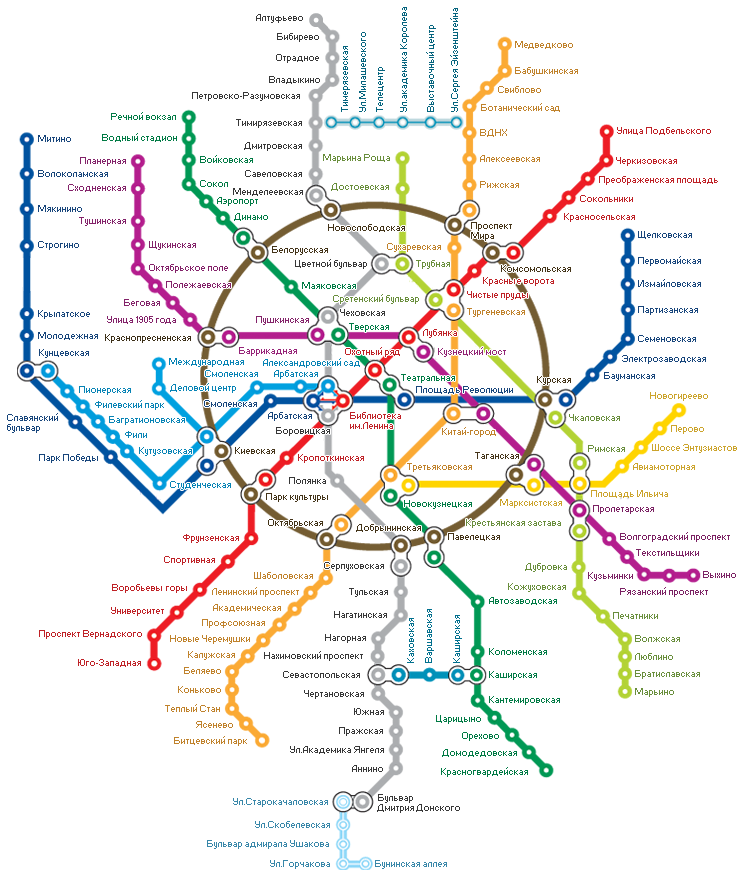 Алтуфьево
Бибирево
Отрадное
Владыкино
Петровско-Разумовская
Тимирязевская
Дмитровская
Савеловская
Менделеевская
Тимирязевская
Ул.Милашевского
Телецентр
Ул.академика Королева
Выставочный центр
Ул.Сергея Эйзенштейна
Медведково
Бабушкинская
Свиблово
Ботанический сад
ВДНХ
Алексеевская
Рижская
Проспект
Мира
Улица Подбельского
Черкизовская
Преображенская площадь
Сокольники
Красносельская
Комсомольская
Красные ворота
Чистые пруды
Тургеневская
Речной вокзал
Водный стадион
Войковская
Сокол
Аэропорт
Динамо
Белорусская
Маяковская
Тверская
Марьина Роща
Достоевская
Новослободская
Цветной бульвар
Трубная
Сухаревская
Сретенский бульвар
Чеховская
Митино
Волоколамская
Мякинино
Строгино
Крылатское
Молодежная
Кунцевская
Славянский
бульвар
Парк Победы
Планерная
Сходненская
Тушинская
Щукинская
Октябрьское поле
Полежаевская
Беговая
Улица 1905 года
Краснопресненская
Баррикадная
Пушкинская
Лубянка
Кузнецкий мост
Щелковская
Первомайская
Измайловская
Партизанская
Семеновская
Электрозаводская
Бауманская
Курская
Чкаловская
Международная
Деловой центр
Смоленская
Арбатская
Александровский сад
Охотный ряд
Театральная
Площадь Революции
Смоленская
Арбатская
Боровицкая
Библиотека
им.Ленина
Пионерская
Филевский парк
Багратионовская
Фили
Кутузовская
Студенческая
Киевская
Кропоткинская
Парк культуры
Полянка
Китай-город
Третьяковская
Новокузнецкая
Таганская
Марксистская
Новогиреево
Перово
Шоссе Энтузиастов
Авиамоторная
Римская
Площадь Ильича
Крестьянская застава
Пролетарская
Волгоградский проспект
Текстильщики
Кузьминки
Рязанский проспект
Выхино
Дубровка
Кожуховская
Печатники
Волжская
Люблино
Братиславская
Марьино
Октябрьская
Добрынинская
Павелецкая
Серпуховская
Фрунзенская
Спортивная
Воробьевы горы
Университет
Проспект Вернадского
Юго-Западная
Шаболовская
Ленинский проспект
Академическая
Профсоюзная
Новые Черемушки
Калужская
Беляево
Коньково
Теплый Стан
Ясенево
Битцевский парк
Тульская
Нагатинская
Нагорная
Нахимовский проспект
Севастопольская
Чертановская
Южная
Пражская
Ул.Академика Янгеля
Аннино
Бульвар
Дмитрия Донского
Каховская
Варшавская
Каширская
Автозаводская
Коломенская
Каширская
Кантемировская
Царицыно
Орехово
Домодедовская
Красногвардейская
Ул.Старокачаловская
Ул.Скобелевская
Бульвар адмирала Ушакова
Ул.Горчакова
Бунинская аллея